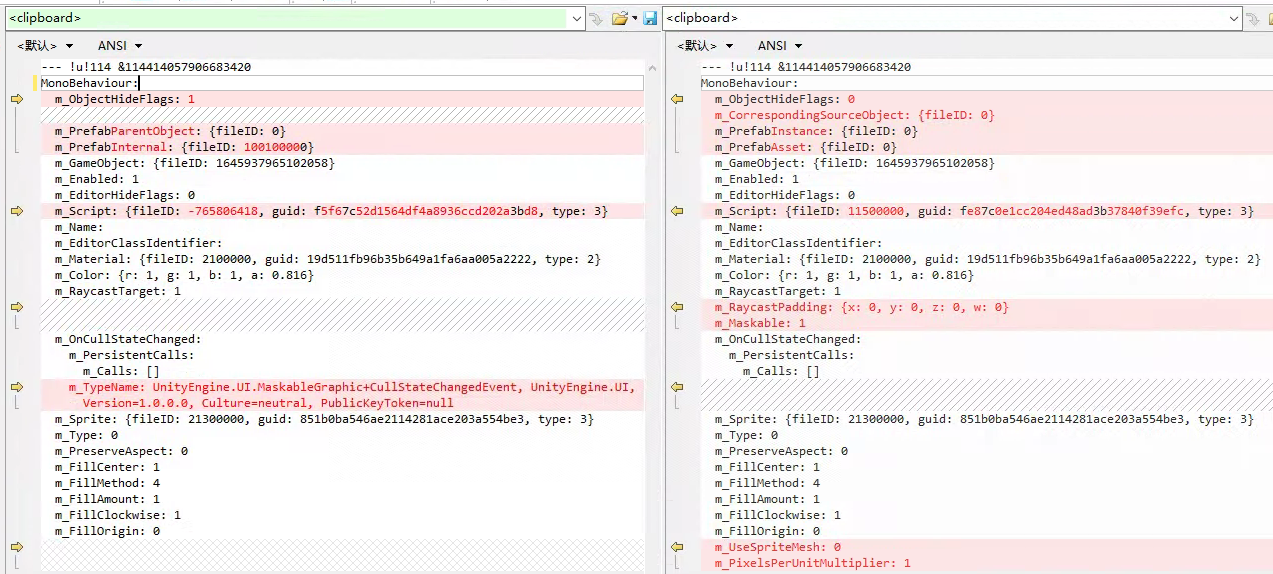 <clipboard>
<默认> ANSI
--- !u!114 &114414057906683420
MonoBehaviour:
m_ObjectHideFlags: 1
m_PrefabParentObject: {fileID: 0}
m_PrefabInternal: {fileID: 100100000}
m_GameObject: {fileID: 1645937965102058}
m_Enabled: 1
m_EditorHideFlags: 0
m_Script: {fileID: -765806418, guid: f5f67c52d1564df4a8936ccd202a3bd8, type: 3}
m_Name:
m_EditorClassIdentifier:
m_Material: {fileID: 2100000, guid: 19d511fb96b35b649a1fa6aa005a2222, type: 2}
m_Color: {r: 1, g: 1, b: 1, a: 0.816}
m_RaycastTarget: 1
m_OnCullStateChanged:
m_PersistentCalls:
m_Calls: []
m_TypeName: UnityEngine.UI.MaskableGraphic+CullStateChangedEvent, UnityEngine.UI,
Version=1.0.0.0, Culture=neutral, PublicKeyToken=null
m_Sprite: {fileID: 21300000, guid: 851b0ba546ae2114281ace203a554be3, type: 3}
m_Type: 0
m_PreserveAspect: 0
m_FillCenter: 1
m_FillMethod: 4
m_FillAmount: 1
m_FillClockwise: 1
m_FillOrigin: 0
<clipboard>
<默认> ANSI
--- !u!114 &114414057906683420
MonoBehaviour:
m_ObjectHideFlags: 0
m_CorrespondingSourceObject: {fileID: 0}
m_PrefabInstance: {fileID: 0}
m_PrefabAsset: {fileID: 0}
m_GameObject: {fileID: 1645937965102058}
m_Enabled: 1
m_EditorHideFlags: 0
m_Script: {fileID: 11500000, guid: fe87c0e1cc204ed48ad3b37840f39efc, type: 3}
m_Name:
m_EditorClassIdentifier:
m_Material: {fileID: 2100000, guid: 19d511fb96b35b649a1fa6aa005a2222, type: 2}
m_Color: {r: 1, g: 1, b: 1, a: 0.816}
m_RaycastTarget: 1
m_RaycastPadding: {x: 0, y: 0, z: 0, w: 0}
m_Maskable: 1
m_OnCullStateChanged:
m_PersistentCalls:
m_Calls: []
m_Sprite: {fileID: 21300000, guid: 851b0ba546ae2114281ace203a554be3, type: 3}
m_Type: 0
m_PreserveAspect: 0
m_FillCenter: 1
m_FillMethod: 4
m_FillAmount: 1
m_FillClockwise: 1
m_FillOrigin: 0
m_UseSpriteMesh: 0
m_PixelsPerUnitMultiplier: 1